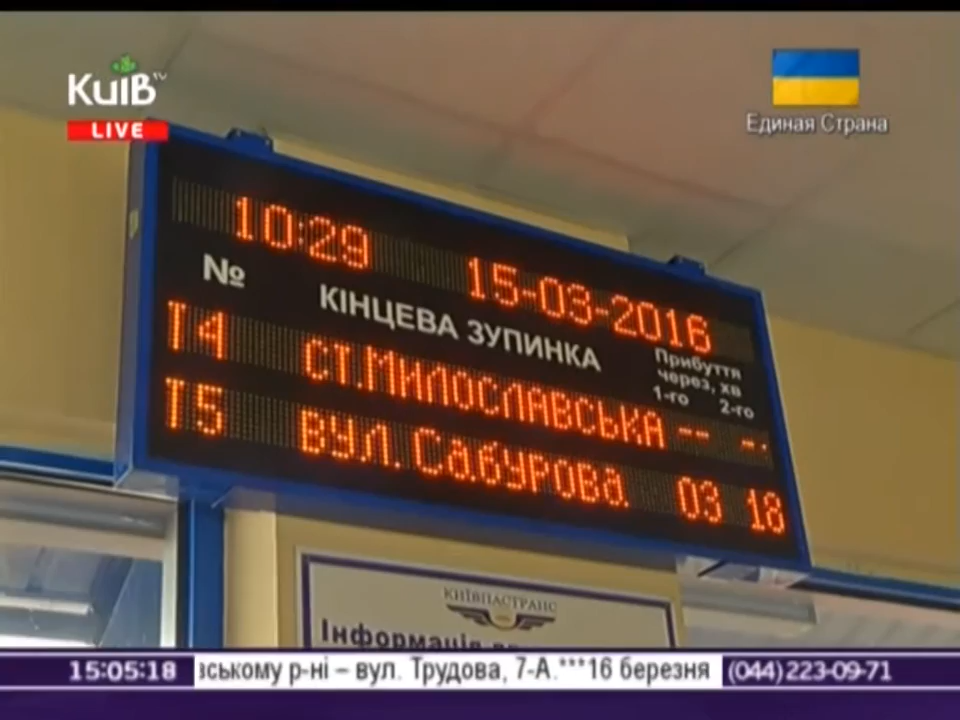 КиїВ TV
LIVE
Единая Страна
10:29 15-03-2016
№ КІНЦЕВА ЗУПИНКА Прибуття через, хв 1-го 2-го
Т4 СТ.МИЛОСЛАВСЬКА -- --
Т5 ВУЛ.Сабурова 03 18
КИЇВПАСТРАНС
Інформація
15:05:18 вському р-ні – вул. Трудова, 7-А.***16 березня (044)223-09-71